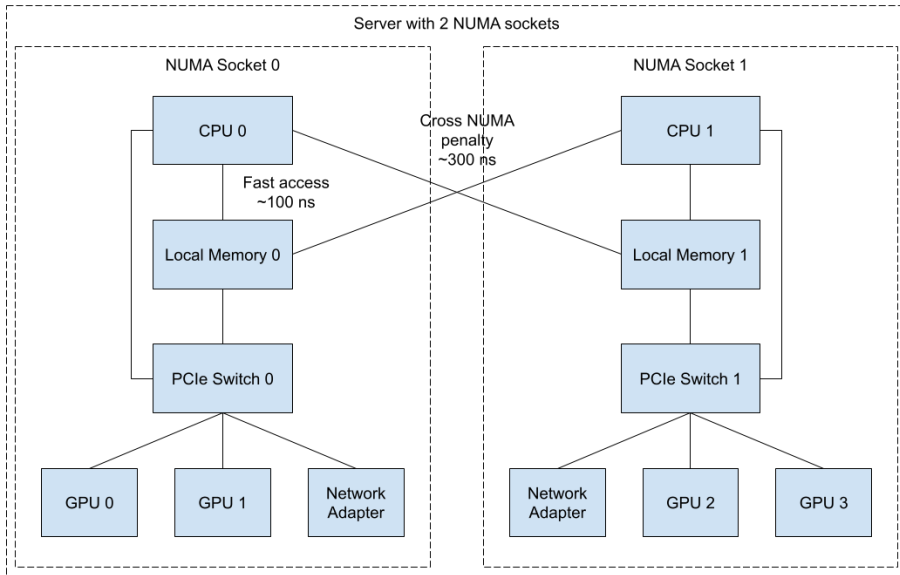 Server with 2 NUMA sockets
NUMA Socket 0
NUMA Socket 1
CPU 0
Cross NUMA
penalty
~300 ns
CPU 1
Fast access
~100 ns
Local Memory 0
Local Memory 1
PCIe Switch 0
PCIe Switch 1
GPU 0
GPU 1
Network
Adapter
Network
Adapter
GPU 2
GPU 3